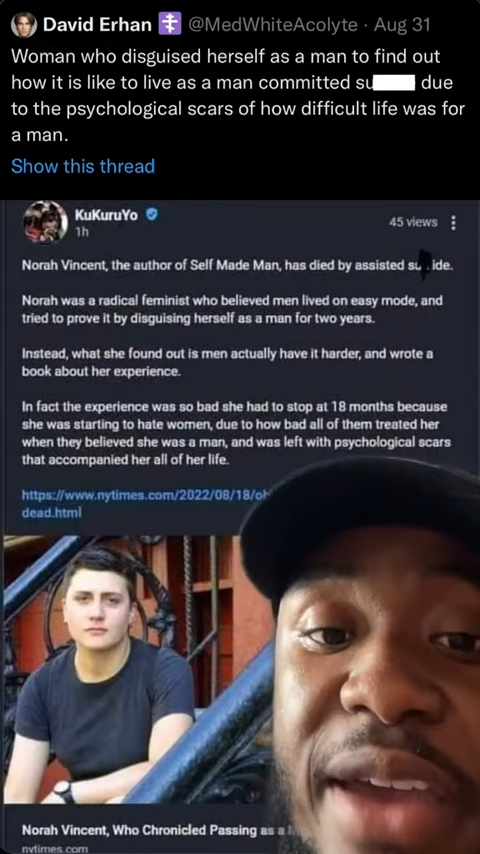 David Erhan ☦ @MedWhiteAcolyte · Aug 31
Woman who disguised herself as a man to find out
how it is like to live as a man committed su due
to the psychological scars of how difficult life was for
a man.
Show this thread
KuKuruYo
1h
45 views
Norah Vincent, the author of Self Made Man, has died by assisted su ide.
Norah was a radical feminist who believed men lived on easy mode, and
tried to prove it by disguising herself as a man for two years.
Instead, what she found out is men actually have it harder, and wrote a
book about her experience.
In fact the experience was so bad she had to stop at 18 months because
she was starting to hate women, due to how bad all of them treated her
when they believed she was a man, and was left with psychological scars
that accompanied her all of her life.
https://www.nytimes.com/2022/08/18/
dead.html
Norah Vincent, Who Chronicled Passing as a
nytimes.com